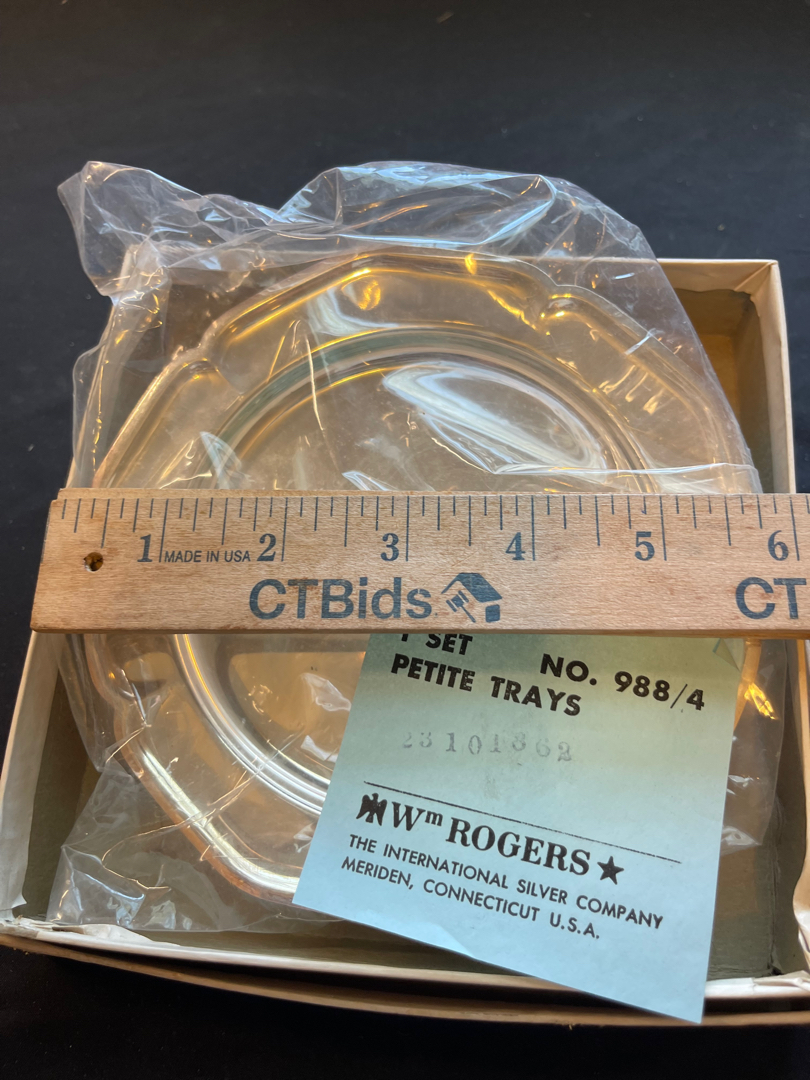 1 MADE IN USA 2 3 4 5 6
CTBids CT
1 SET NO. 988/4
PETITE TRAYS
23101362
Wm ROGERS
THE INTERNATIONAL SILVER COMPANY
MERIDEN, CONNECTICUT U.S.A.